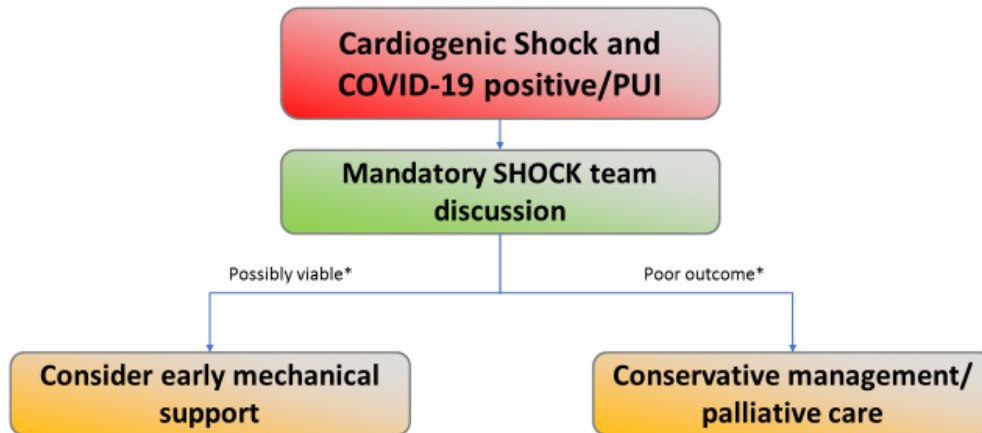 Cardiogenic Shock and
COVID-19 positive/PUI
Mandatory SHOCK team
discussion
Possibly viable*
Poor outcome*
Consider early mechanical
support
Conservative management/
palliative care